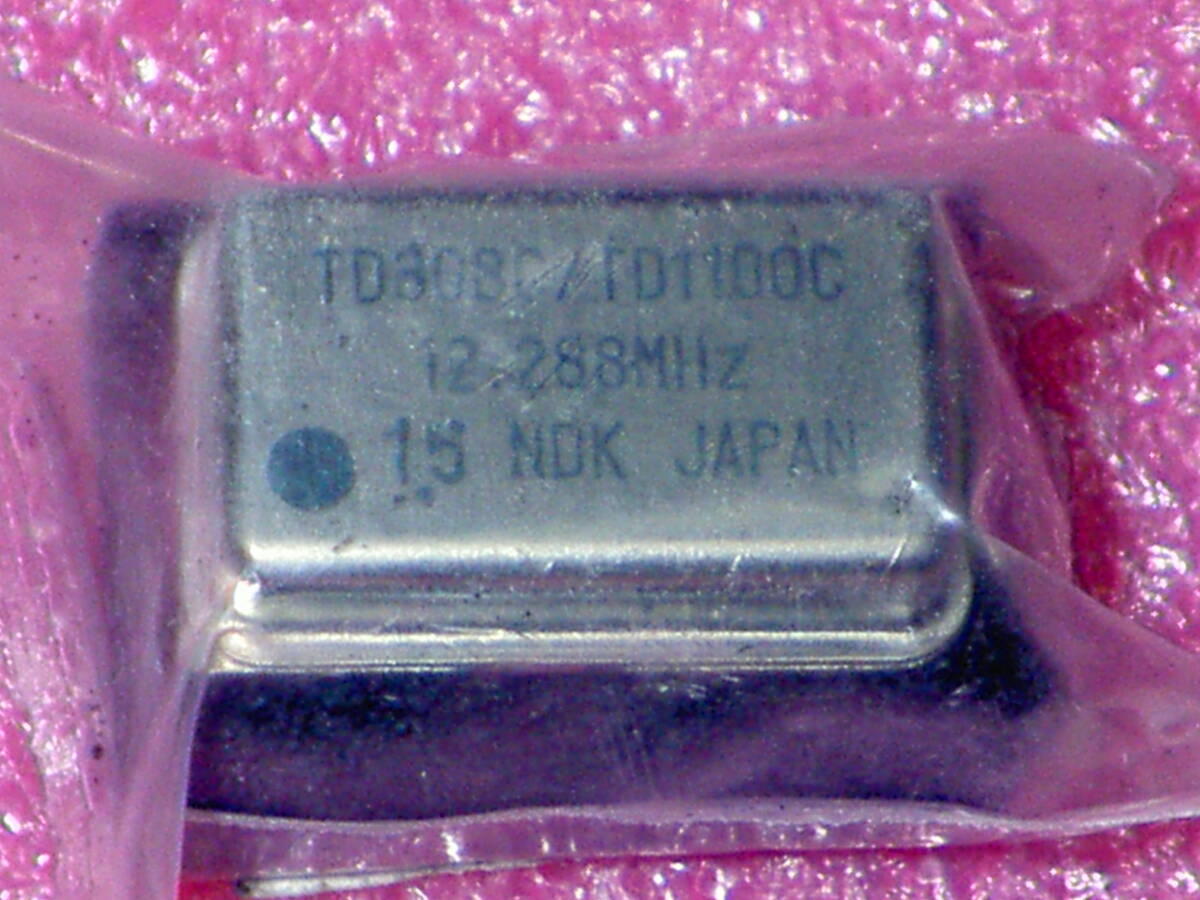 TD308C/TD1100C
12.288MHz
15 NDK JAPAN